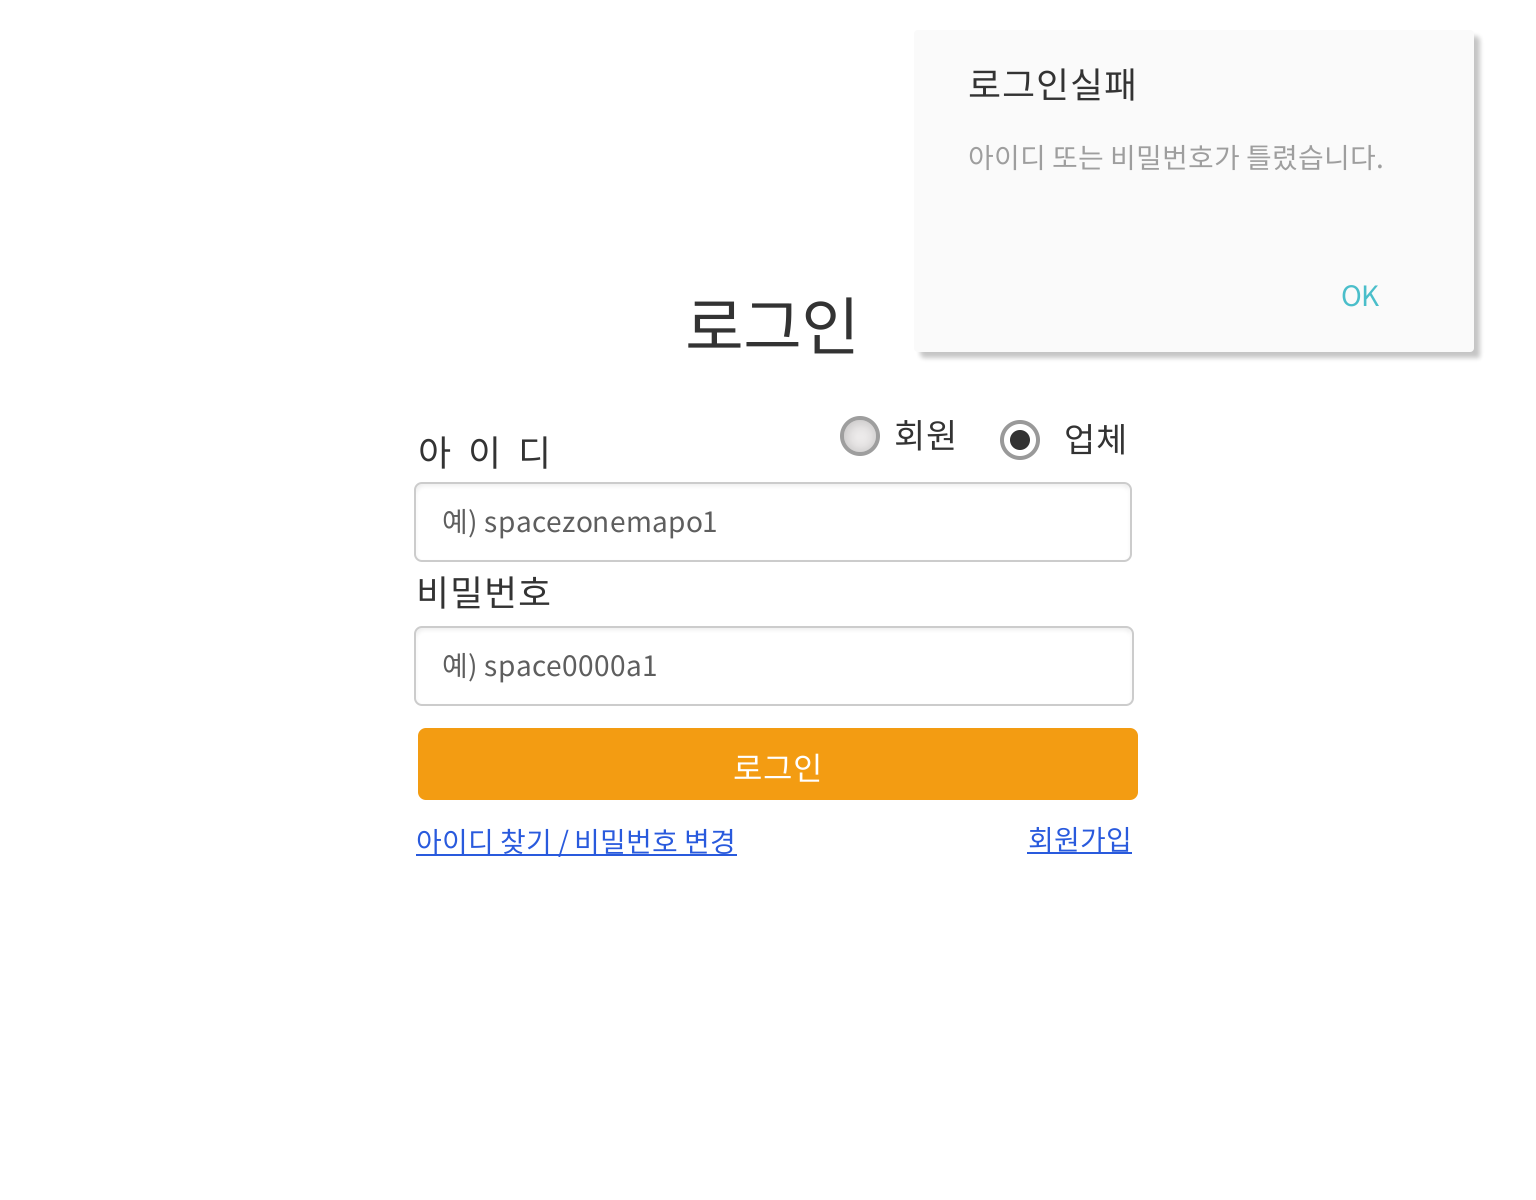 로그인실패
아이디 또는 비밀번호가 틀렸습니다.
OK
로그인
아 이 디
회원
업체
예) spacezonemapo1
비밀번호
예) space0000a1
로그인
아이디 찾기 / 비밀번호 변경
회원가입